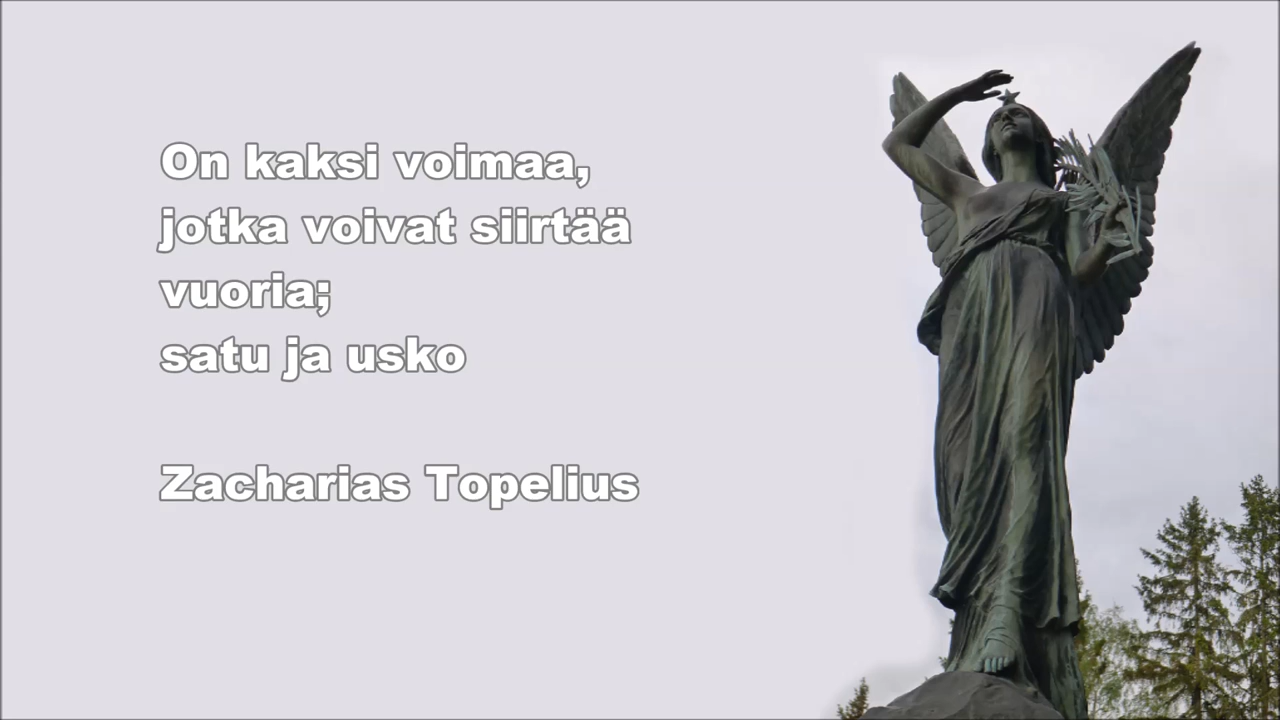 On kaksi voimaa,
jotka voivat siirtää
vuoria;
satu ja usko
Zacharias Topelius